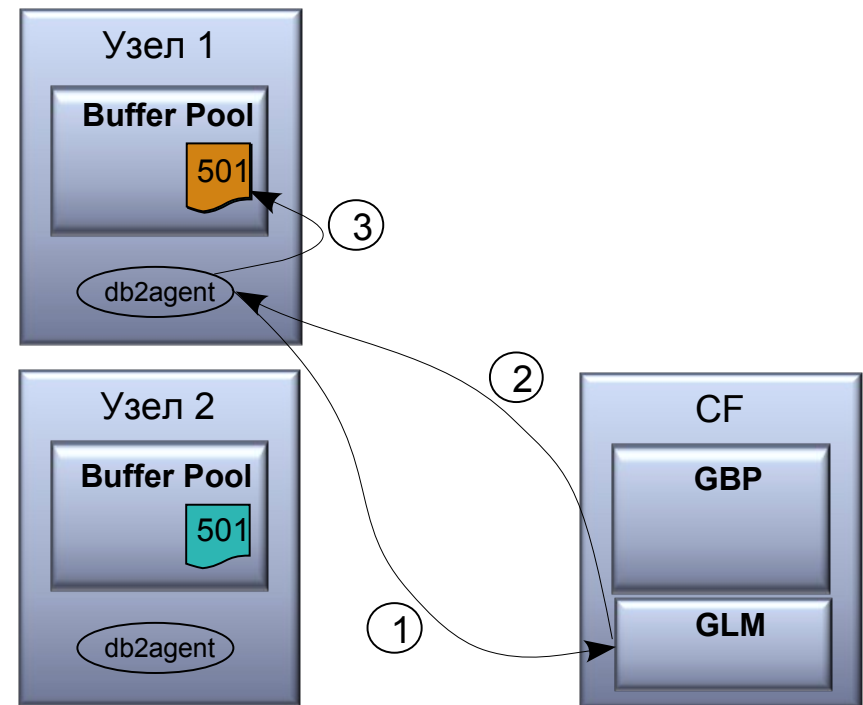 Узел 1
Buffer Pool
501
3
db2agent
2
Узел 2
Buffer Pool
501
db2agent
1
CF
GBP
GLM